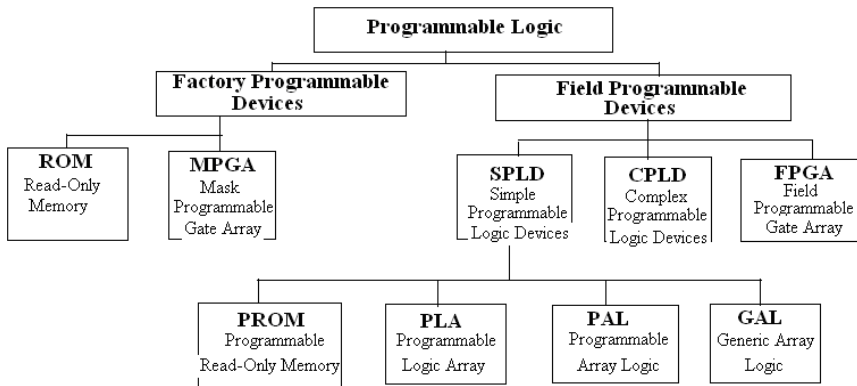 Programmable Logic
Factory Programmable
Devices
Field Programmable
Devices
ROM
Read-Only
Memory
MPGA
Mask
Programmable
Gate Array
SPLD
Simple
Programmable
Logic Devices
CPLD
Complex
Programmable
Logic Devices
FPGA
Field
Programmable
Gate Array
PROM
Programmable
Read-Only Memory
PLA
Programmable
Logic Array
PAL
Programmable
Array Logic
GAL
Generic Array
Logic